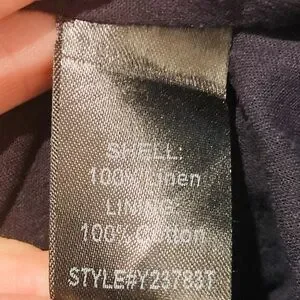 SHELL:
100% Linen
LINING:
100% Cotton
STYLE#Y23783T